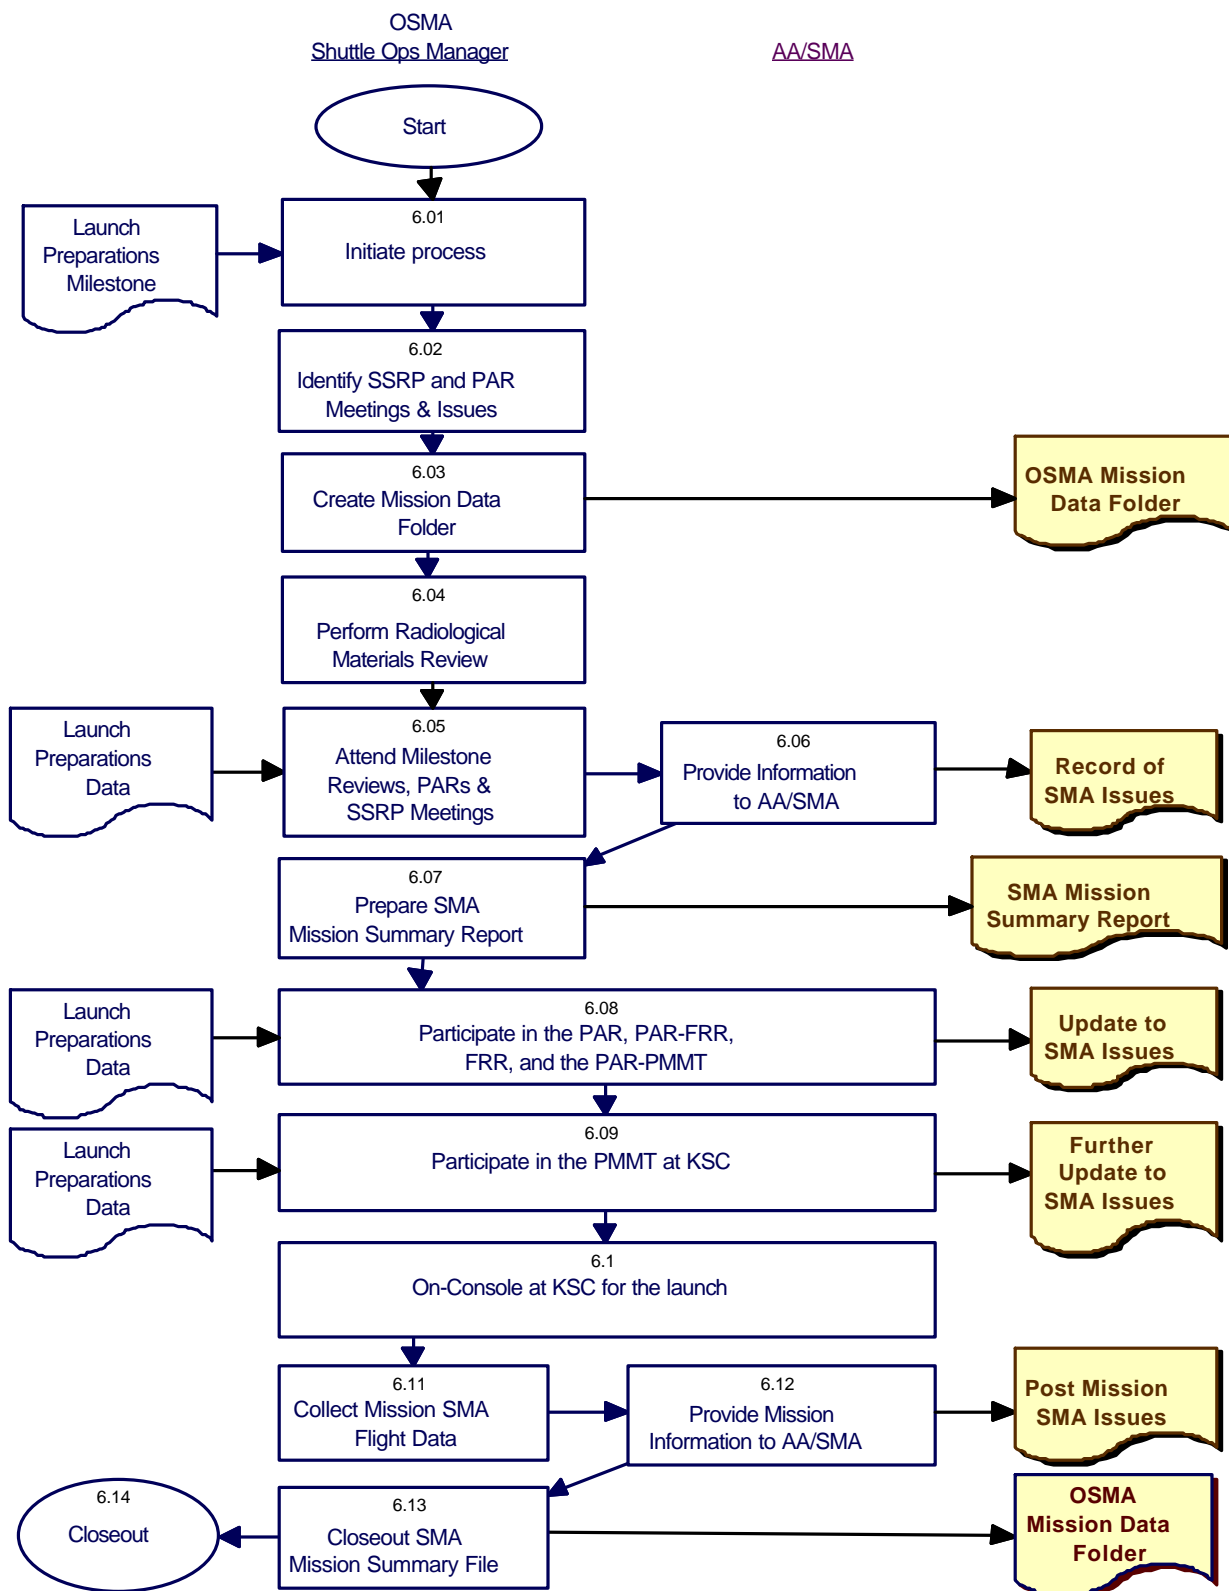 OSMA
Shuttle Ops Manager
AA/SMA
Start
Launch
Preparations
Milestone
6.01
Initiate process
6.02
Identify SSRP and PAR
Meetings & Issues
6.03
Create Mission Data
Folder
OSMA Mission
Data Folder
6.04
Perform Radiological
Materials Review
Launch
Preparations
Data
6.05
Attend Milestone
Reviews, PARs &
SSRP Meetings
6.06
Provide Information
to AA/SMA
Record of
SMA Issues
6.07
Prepare SMA
Mission Summary Report
SMA Mission
Summary Report
Launch
Preparations
Data
6.08
Participate in the PAR, PAR-FRR,
FRR, and the PAR-PMMT
Update to
SMA Issues
Launch
Preparations
Data
6.09
Participate in the PMMT at KSC
Further
Update to
SMA Issues
6.1
On-Console at KSC for the launch
6.11
Collect Mission SMA
Flight Data
6.12
Provide Mission
Information to AA/SMA
Post Mission
SMA Issues
6.14
Closeout
6.13
Closeout SMA
Mission Summary File
OSMA
Mission Data
Folder